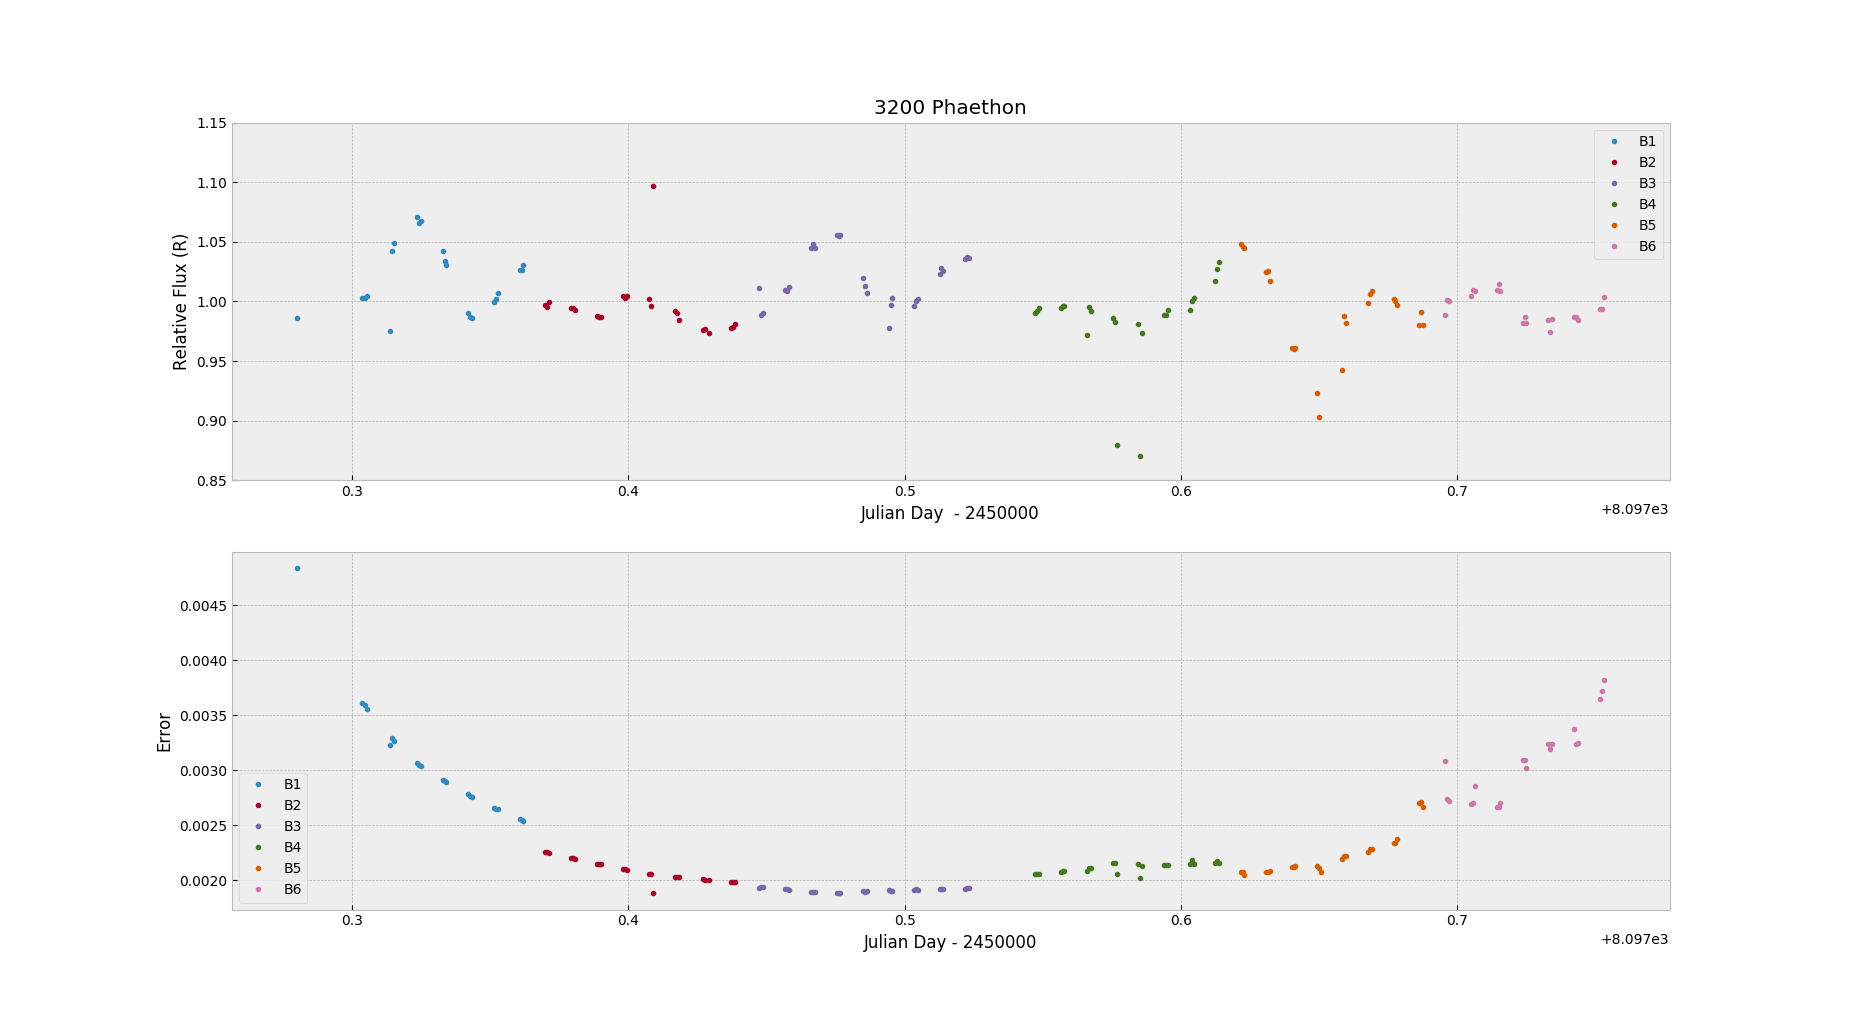 3200 Phaethon
1.15
1.10
1.05
1.00
0.95
0.90
0.85
Relative Flux (R)
B1
B2
B3
B4
B5
B6
0.3 0.4 0.5 0.6 0.7
Julian Day - 2450000
+8.097e3
0.0045
0.0040
0.0035
0.0030
0.0025
0.0020
Error
B1
B2
B3
B4
B5
B6
0.3 0.4 0.5 0.6 0.7
Julian Day - 2450000
+8.097e3